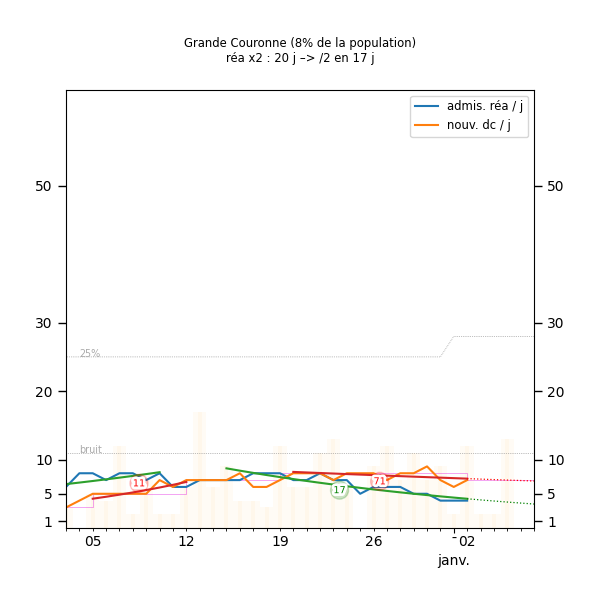 Grande Couronne (8% de la population)
réa x2 : 20 j –> /2 en 17 j
admis. réa / j
nouv. dc / j
50 50
30 30
25%
20 20
bruit
10 10
11 17 71
5 5
1 1
05 12 19 26 02
janv.